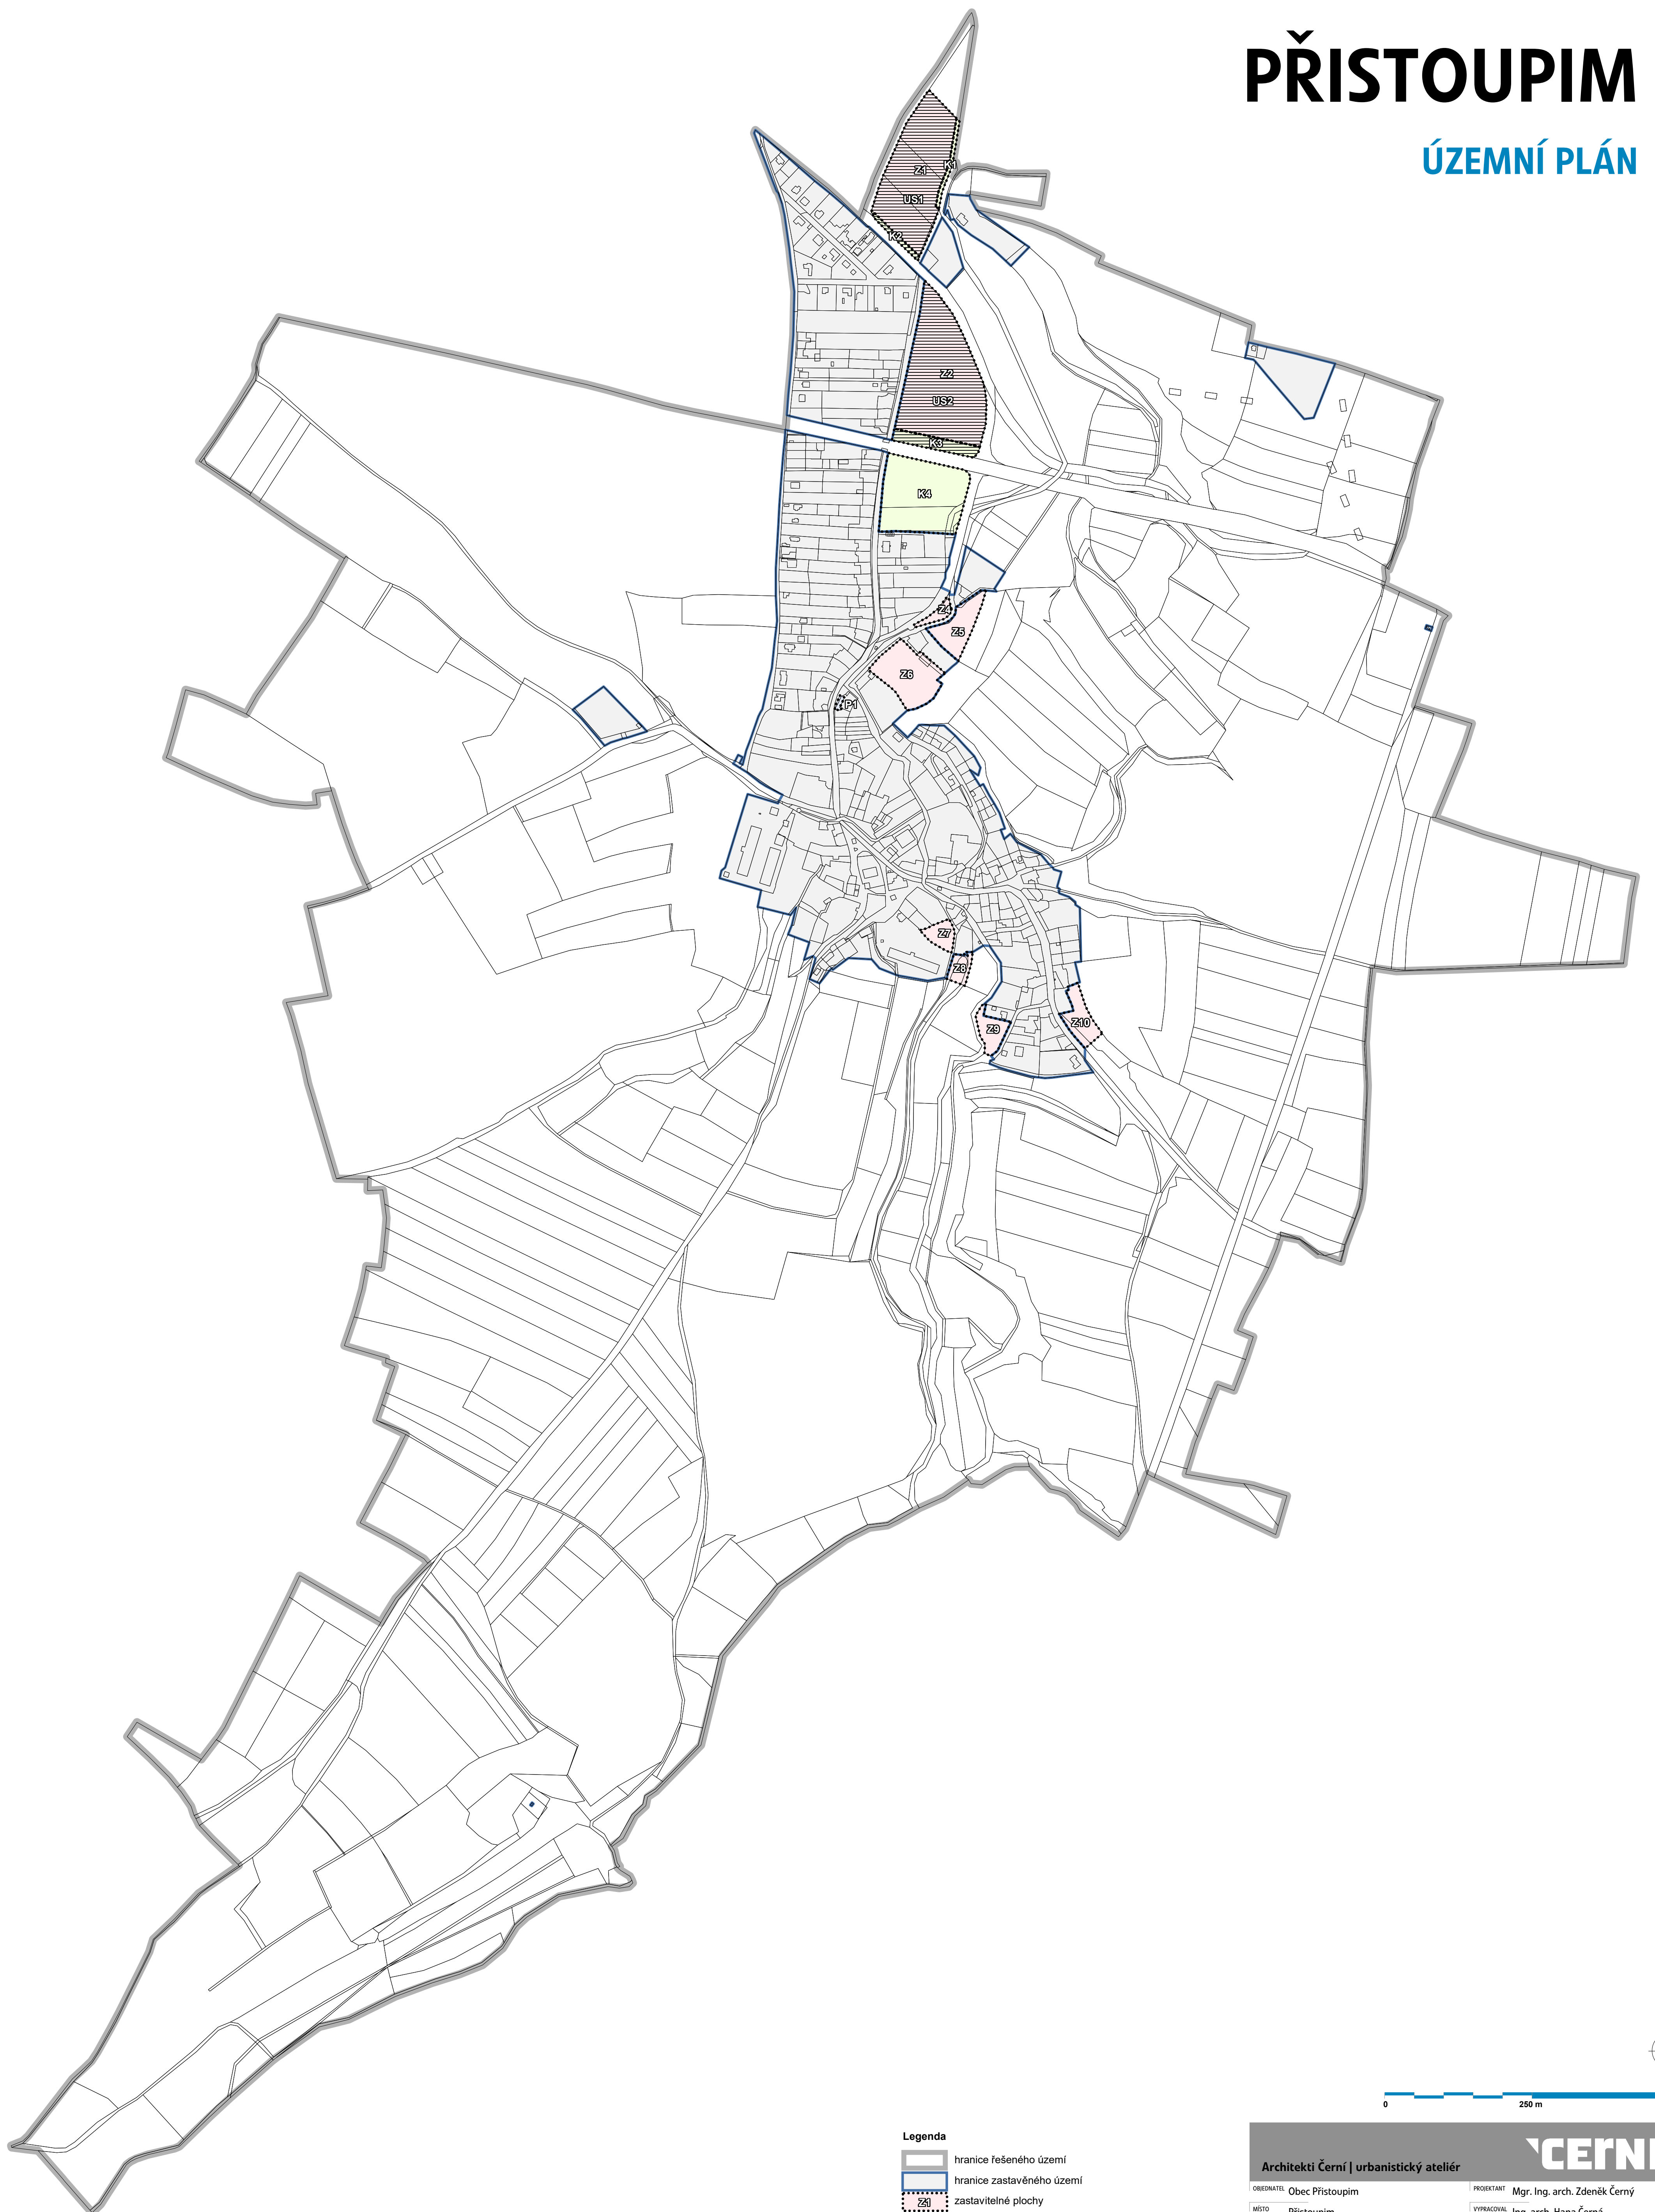 PŘISTOUPIM
ÚZEMNÍ PLÁN
Z1
K1
US1
K2
Z2
US2
K3
K4
Z4
Z5
Z6
P1
Z7
Z8
Z9
Z10
0 250 m
Legenda
hranice řešeného území
hranice zastavěného území
Z1 zastavitelné plochy
Architekti Černí | urbanistický ateliér
OBJEDNATEL Obec Přistoupim
PROJEKTANT Mgr. Ing. arch. Zdeněk Černý
MÍSTO
VYPRACOVAL